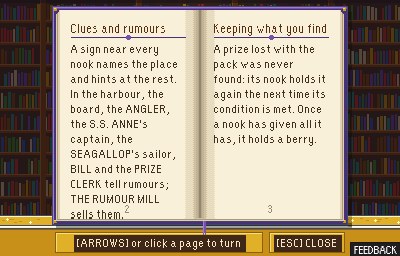 Clues and rumours
A sign near every
nook names the place
and hints at the rest.
In the harbour, the
board, the ANGLER,
the S.S. ANNE's
captain, the
SEAGALLOP's sailor,
BILL and the PRIZE
CLERK tell rumours;
THE RUMOUR MILL
sells them.
2
Keeping what you find
A prize lost with the
pack was never
found: its nook holds it
again the next time its
condition is met. Once
a nook has given all it
has, it holds a berry.
3
[ARROWS] or click a page to turn
[ESC] CLOSE
FEEDBACK